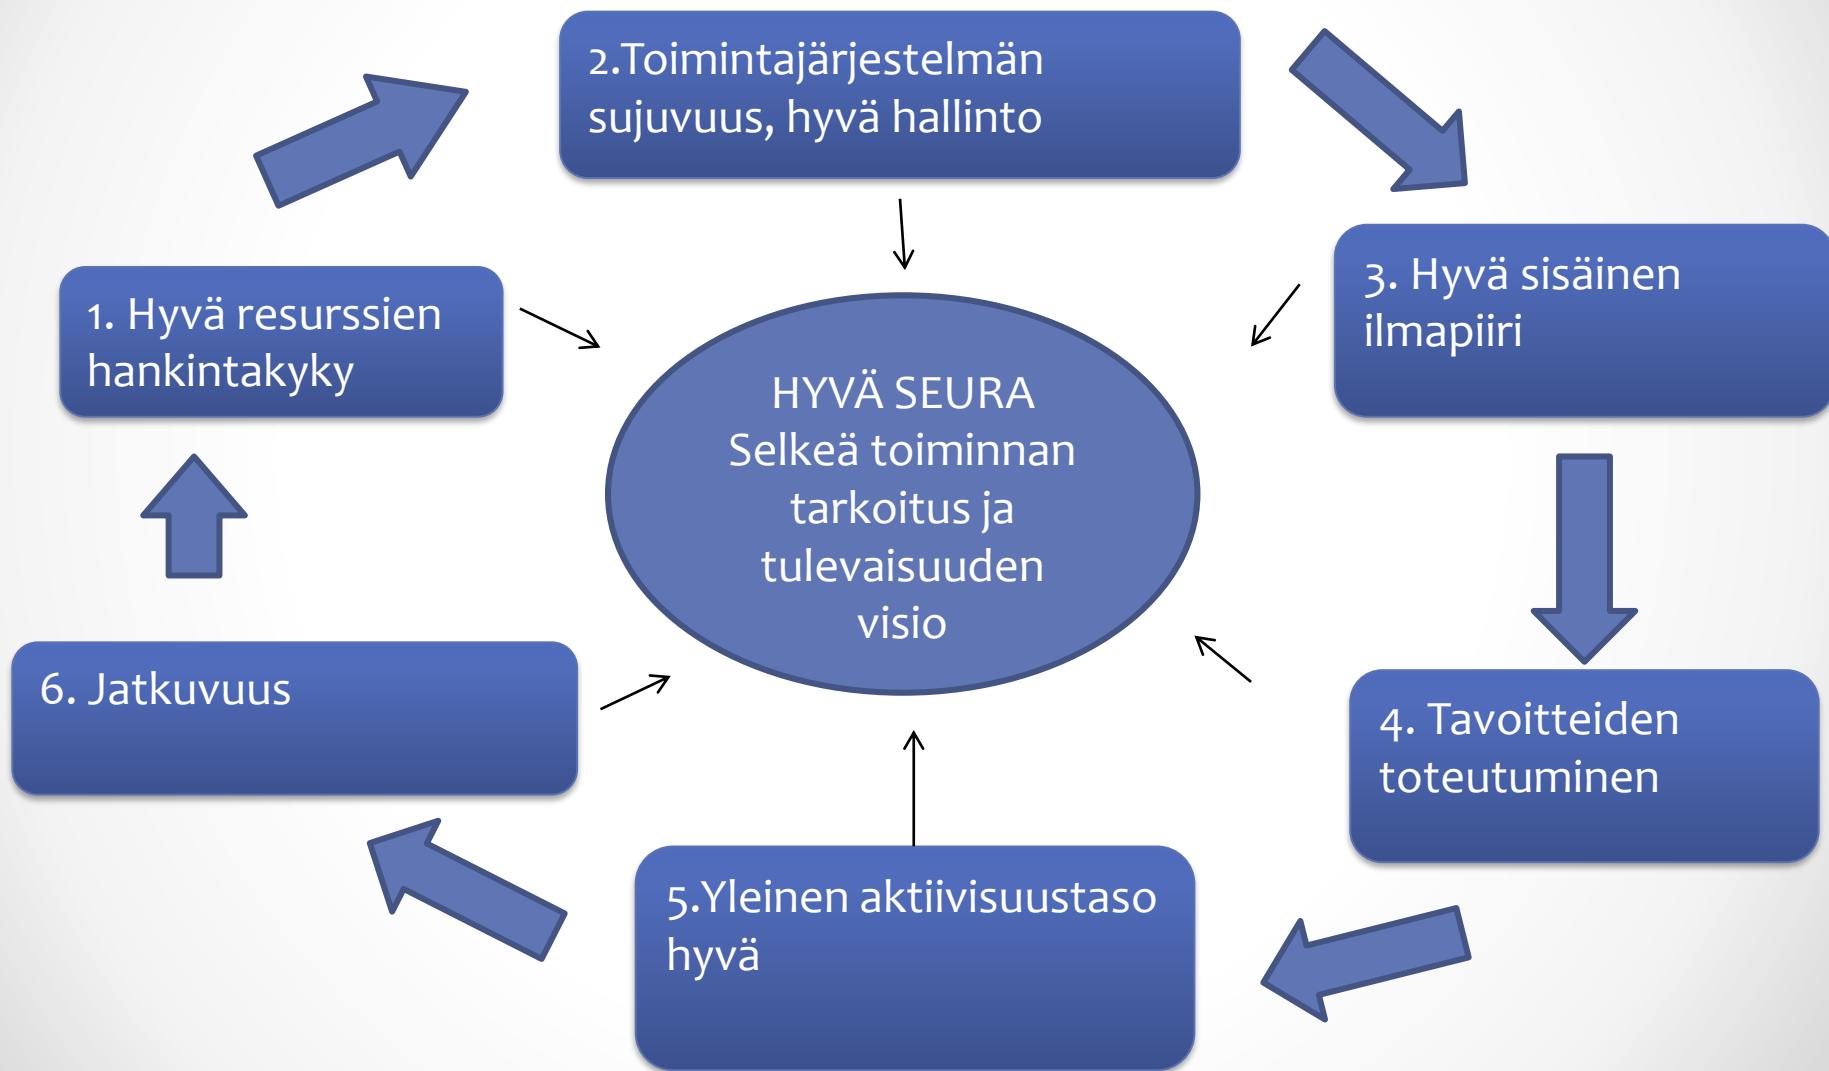 2.Toimintajärjestelmän
sujuvuus, hyvä hallinto
1. Hyvä resurssien
hankintakyky
3. Hyvä sisäinen
ilmapiiri
HYVÄ SEURA
Selkeä toiminnan
tarkoitus ja
tulevaisuuden
visio
6. Jatkuvuus
4. Tavoitteiden
toteutuminen
5.Yleinen aktiivisuustaso
hyvä